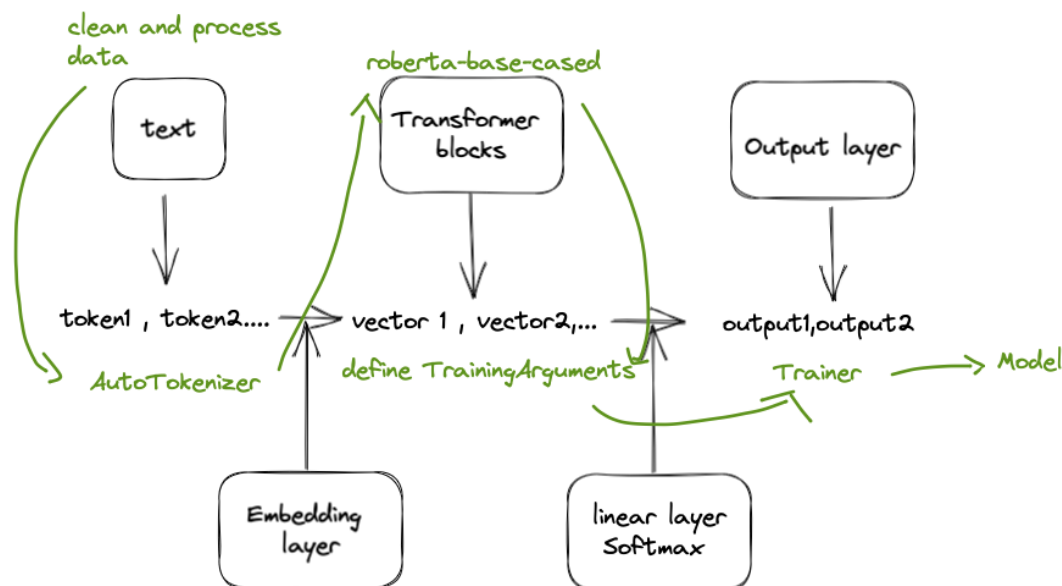 clean and process
data
roberta-base-cased
text
Transformer
blocks
Output layer
token1 , token2....
vector 1 , vector2,...
output1,output2
AutoTokenizer
define TrainingArguments
Trainer
Model
Embedding
layer
linear layer
Softmax